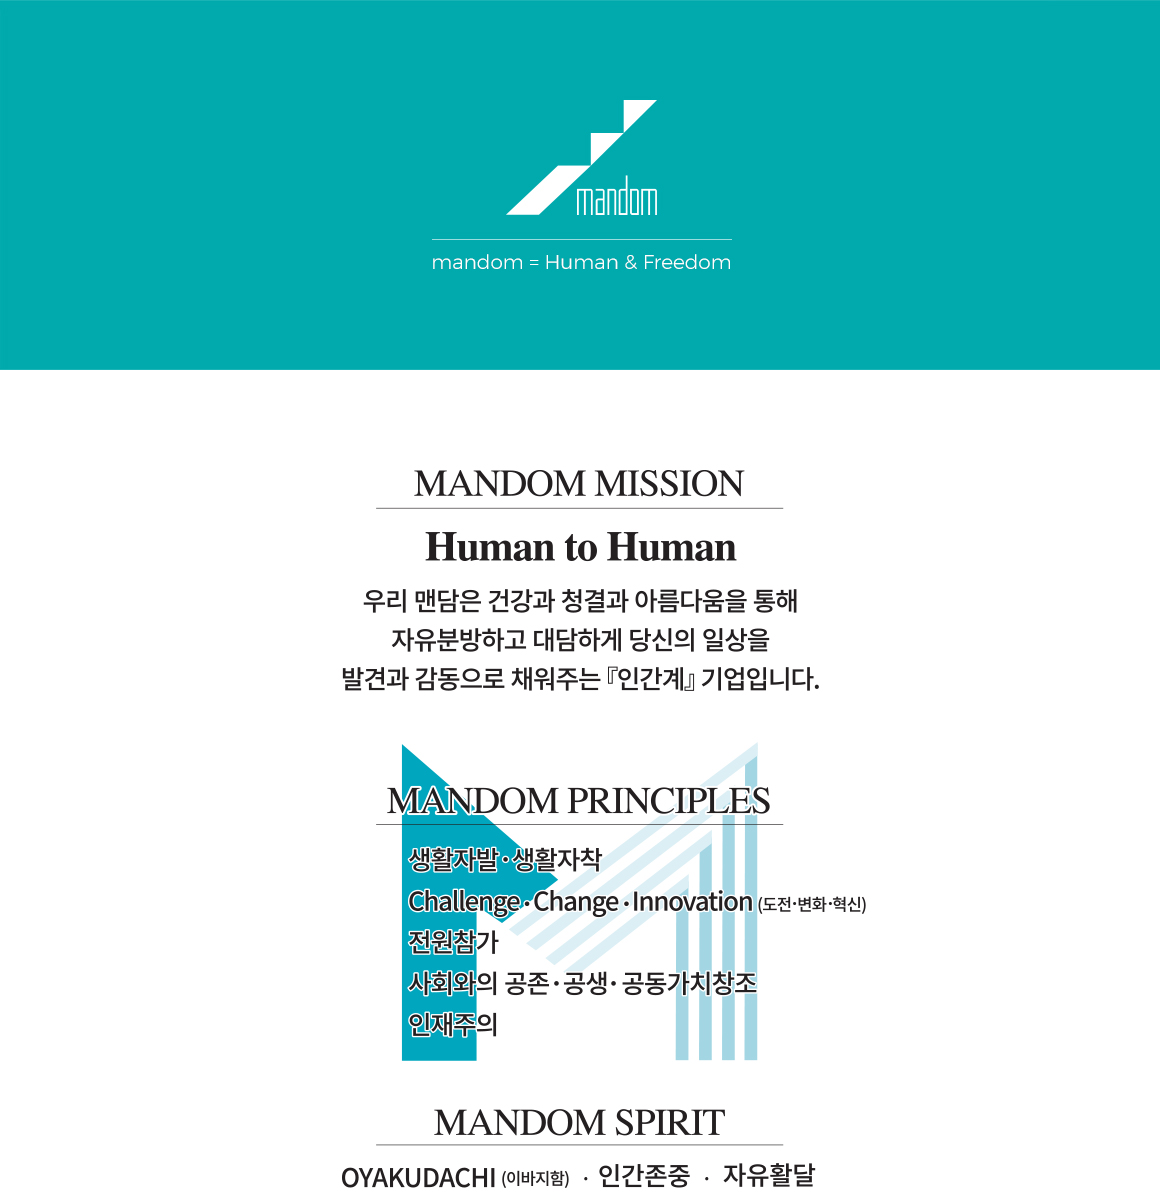 mandom
mandom = Human & Freedom
MANDOM MISSION
Human to Human
우리 맨담은 건강과 청결과 아름다움을 통해
자유분방하고 대담하게 당신의 일상을
발견과 감동으로 채워주는 『인간계』 기업입니다.
MANDOM PRINCIPLES
생활자발·생활자착
Challenge·Change·Innovation (도전·변화·혁신)
전원참가
사회와의 공존·공생·공동가치창조
인재주의
MANDOM SPIRIT
OYAKUDACHI (이바지함) · 인간존중 · 자유활달